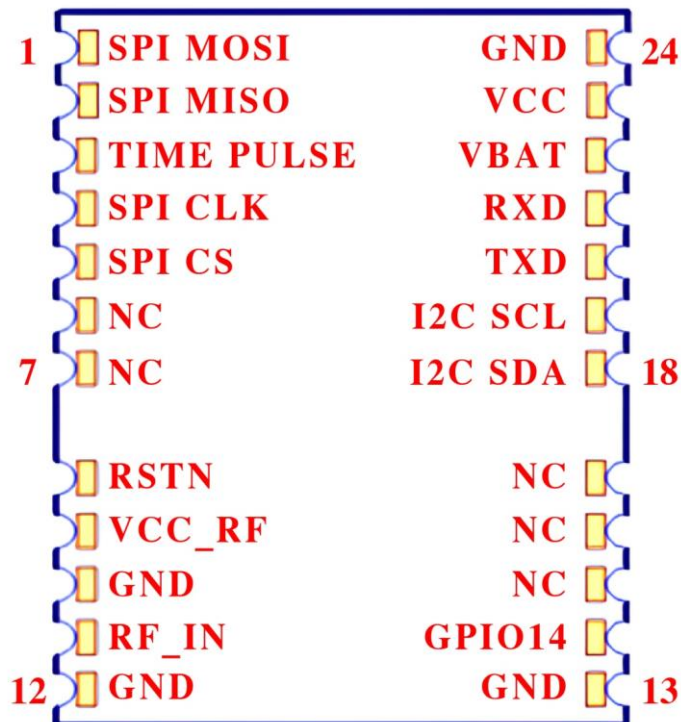 1 SPI MOSI GND 24
SPI MISO VCC
TIME PULSE VBAT
SPI CLK RXD
SPI CS TXD
NC I2C SCL
7 NC I2C SDA 18
RSTN NC
VCC_RF NC
GND NC
RF_IN GPIO14
12 GND GND 13